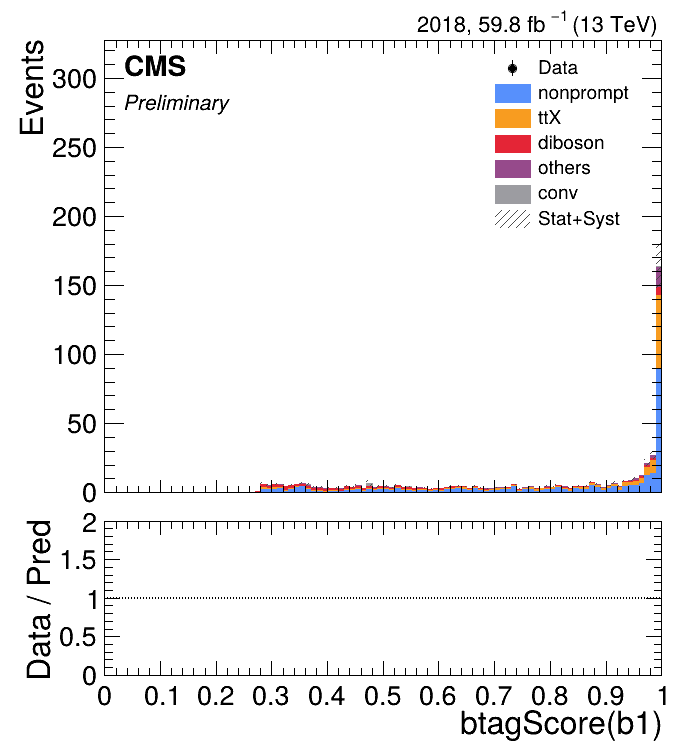 2018, 59.8 fb⁻¹ (13 TeV)
Events
CMS
Preliminary
Data
nonprompt
ttX
diboson
others
conv
Stat+Syst
300
250
200
150
100
50
0
Data / Pred
2
1.5
1
0.5
0
0 0.1 0.2 0.3 0.4 0.5 0.6 0.7 0.8 0.9 1
btagScore(b1)